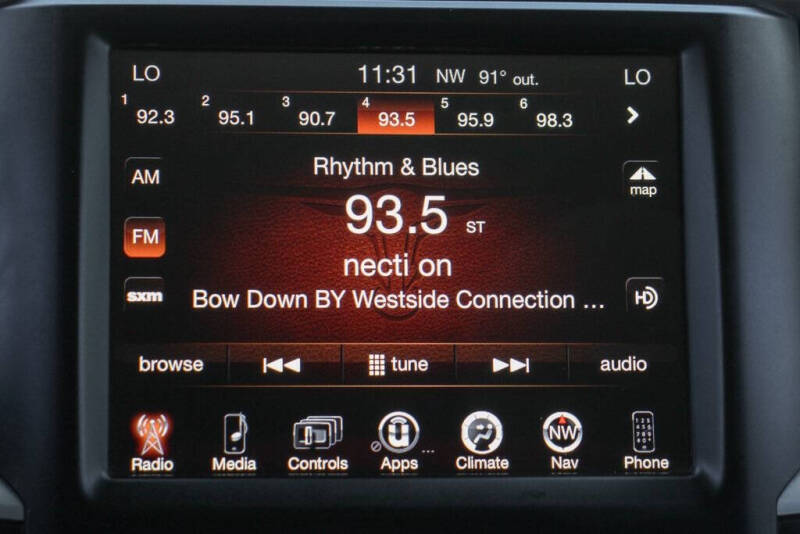 LO 11:31 NW 91° out. LO
1 92.3 2 95.1 3 90.7 4 93.5 5 95.9 6 98.3
Rhythm & Blues
AM
map
93.5 ST
FM
necti on
sxm Bow Down BY Westside Connection ... HD
browse tune audio
NW
Radio Media Controls Apps ... Climate Nav Phone